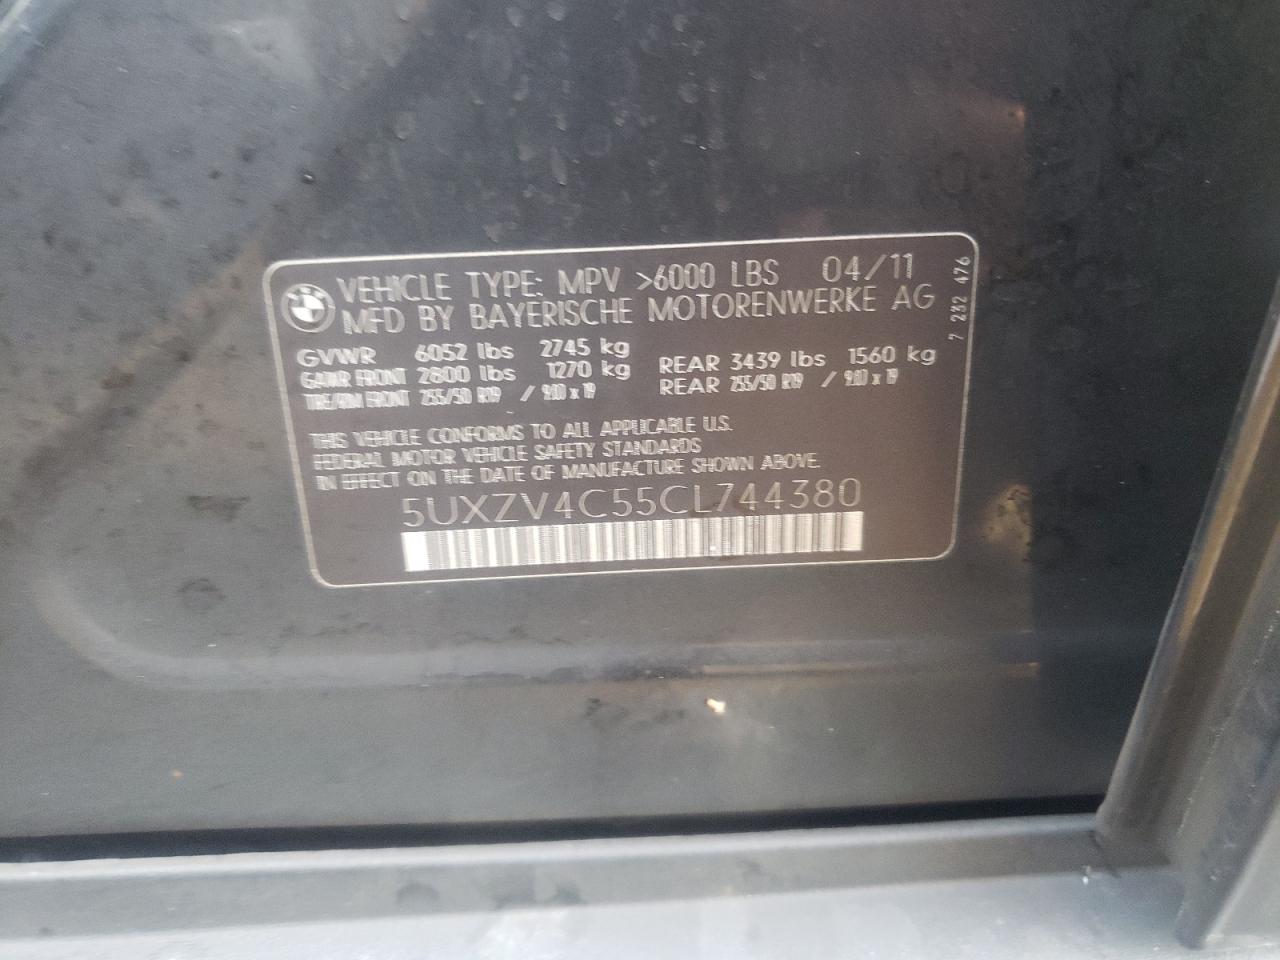 VEHICLE TYPE: MPV >6000 LBS 04/11
MFD BY BAYERISCHE MOTORENWERKE AG
GVWR 6052 lbs 2745 kg
GAWR FRONT 2800 lbs 1270 kg REAR 3439 lbs 1560 kg
TIRE/RIM FRONT 255/50 R19 / 9.00 x 19 REAR 255/50 R19 / 9.00 x 19
THIS VEHICLE CONFORMS TO ALL APPLICABLE U.S.
FEDERAL MOTOR VEHICLE SAFETY STANDARDS
IN EFFECT ON THE DATE OF MANUFACTURE SHOWN ABOVE.
5UXZV4C55CL744380
7 232 476